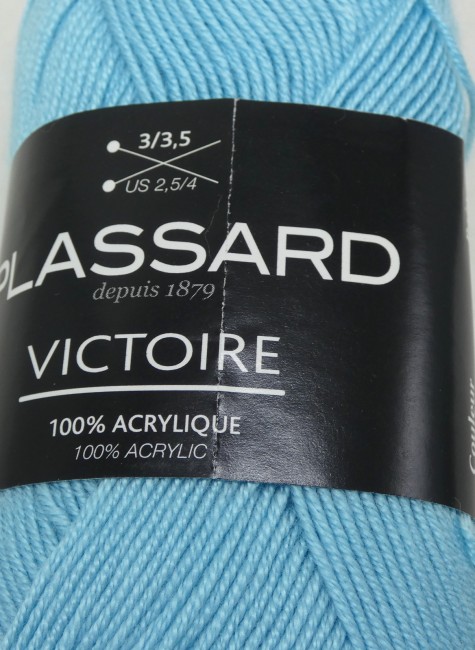 3/3,5
US 2,5/4
PLASSARD
depuis 1879
VICTOIRE
100% ACRYLIQUE
100% ACRYLIC